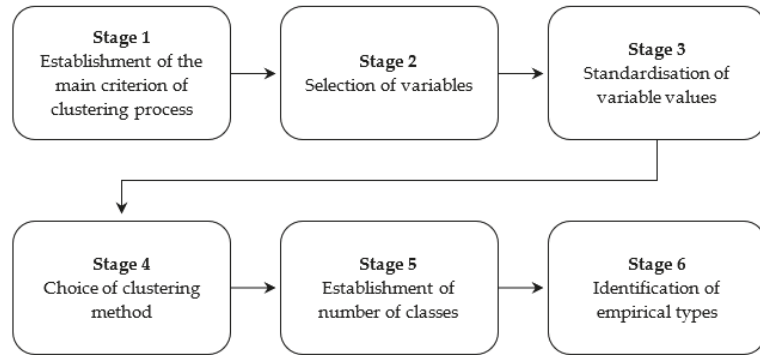 Stage 1
Establishment of the
main criterion of
clustering process
Stage 2
Selection of variables
Stage 3
Standardisation of
variable values
Stage 4
Choice of clustering
method
Stage 5
Establishment of
number of classes
Stage 6
Identification of
empirical types